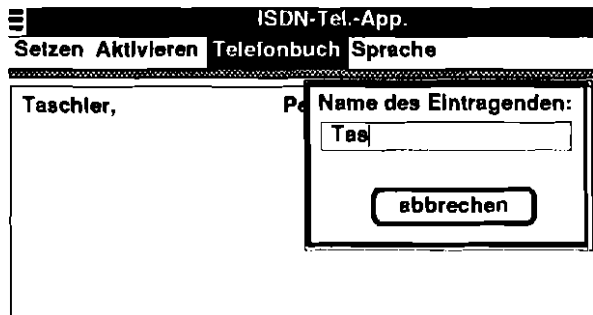 ISDN-Tel.-App.
Setzen Aktivieren Telefonbuch Sprache
Taschler,
Name des Eintragenden:
Tas
abbrechen